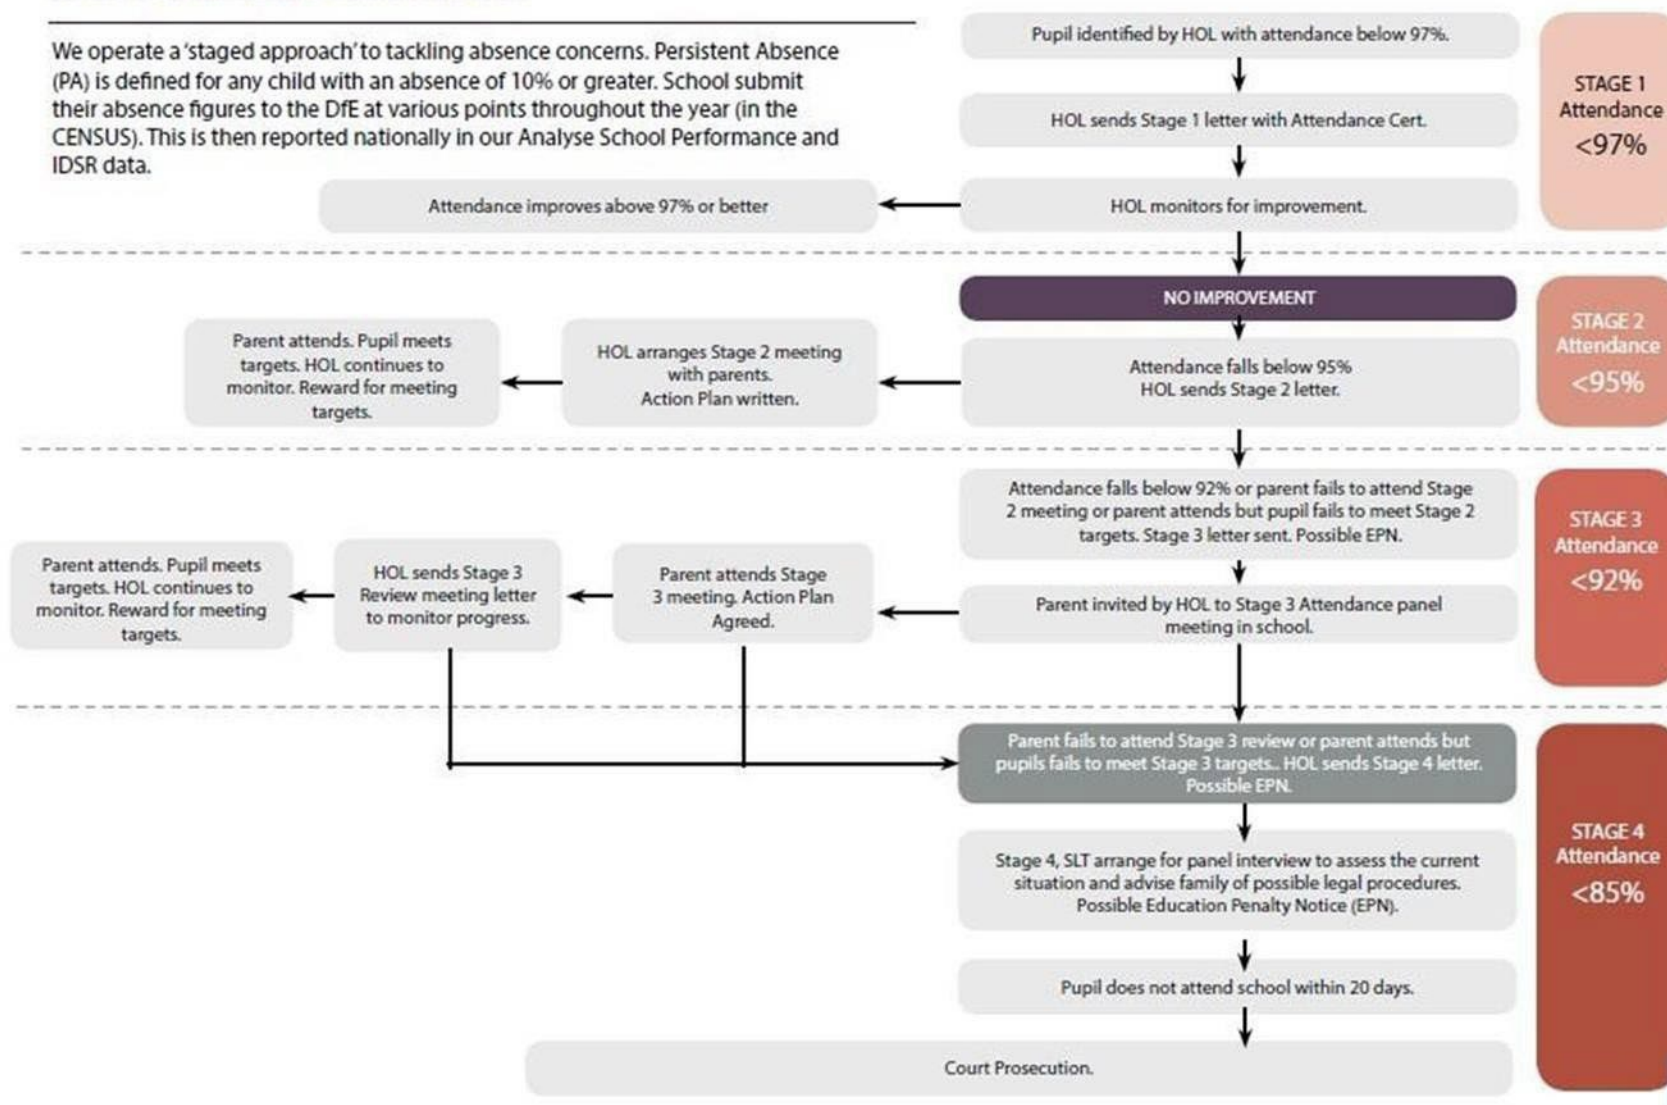 We operate a 'staged approach' to tackling absence concerns. Persistent Absence
(PA) is defined for any child with an absence of 10% or greater. School submit
their absence figures to the DfE at various points throughout the year (in the
CENSUS). This is then reported nationally in our Analyse School Performance and
IDSR data.
Pupil identified by HOL with attendance below 97%.
HOL sends Stage 1 letter with Attendance Cert.
HOL monitors for improvement.
Attendance improves above 97% or better
STAGE 1
Attendance
<97%
NO IMPROVEMENT
Attendance falls below 95%
HOL sends Stage 2 letter.
HOL arranges Stage 2 meeting
with parents.
Action Plan written.
Parent attends. Pupil meets
targets. HOL continues to
monitor. Reward for meeting
targets.
STAGE 2
Attendance
<95%
Attendance falls below 92% or parent fails to attend Stage
2 meeting or parent attends but pupil fails to meet Stage 2
targets. Stage 3 letter sent. Possible EPN.
Parent invited by HOL to Stage 3 Attendance panel
meeting in school.
Parent attends Stage
3 meeting. Action Plan
Agreed.
HOL sends Stage 3
Review meeting letter
to monitor progress.
Parent attends. Pupil meets
targets. HOL continues to
monitor. Reward for meeting
targets.
STAGE 3
Attendance
<92%
Parent fails to attend Stage 3 review or parent attends but
pupils fails to meet Stage 3 targets.. HOL sends Stage 4 letter.
Possible EPN.
Stage 4, SLT arrange for panel interview to assess the current
situation and advise family of possible legal procedures.
Possible Education Penalty Notice (EPN).
Pupil does not attend school within 20 days.
Court Prosecution.
STAGE 4
Attendance
<85%